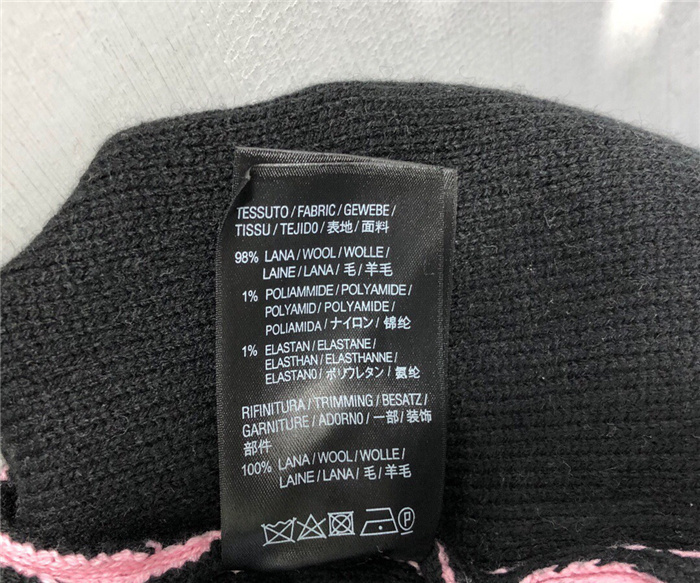 TESSUTO / FABRIC / GEWEBE /
TISSU / TEJIDO / 表地 / 面料
98% LANA / WOOL / WOLLE /
LAINE / LANA / 毛 / 羊毛
1% POLIAMMIDE / POLYAMIDE /
POLYAMID / POLYAMIDE /
POLIAMIDA / ナイロン / 锦纶
1% ELASTAN / ELASTANE /
ELASTHAN / ELASTHANNE /
ELASTANO / ポリウレタン / 氨纶
RIFINITURA / TRIMMING / BESATZ /
GARNITURE / ADORNO / 一部 / 装饰
部件
100% LANA / WOOL / WOLLE /
LAINE / LANA / 毛 / 羊毛
P